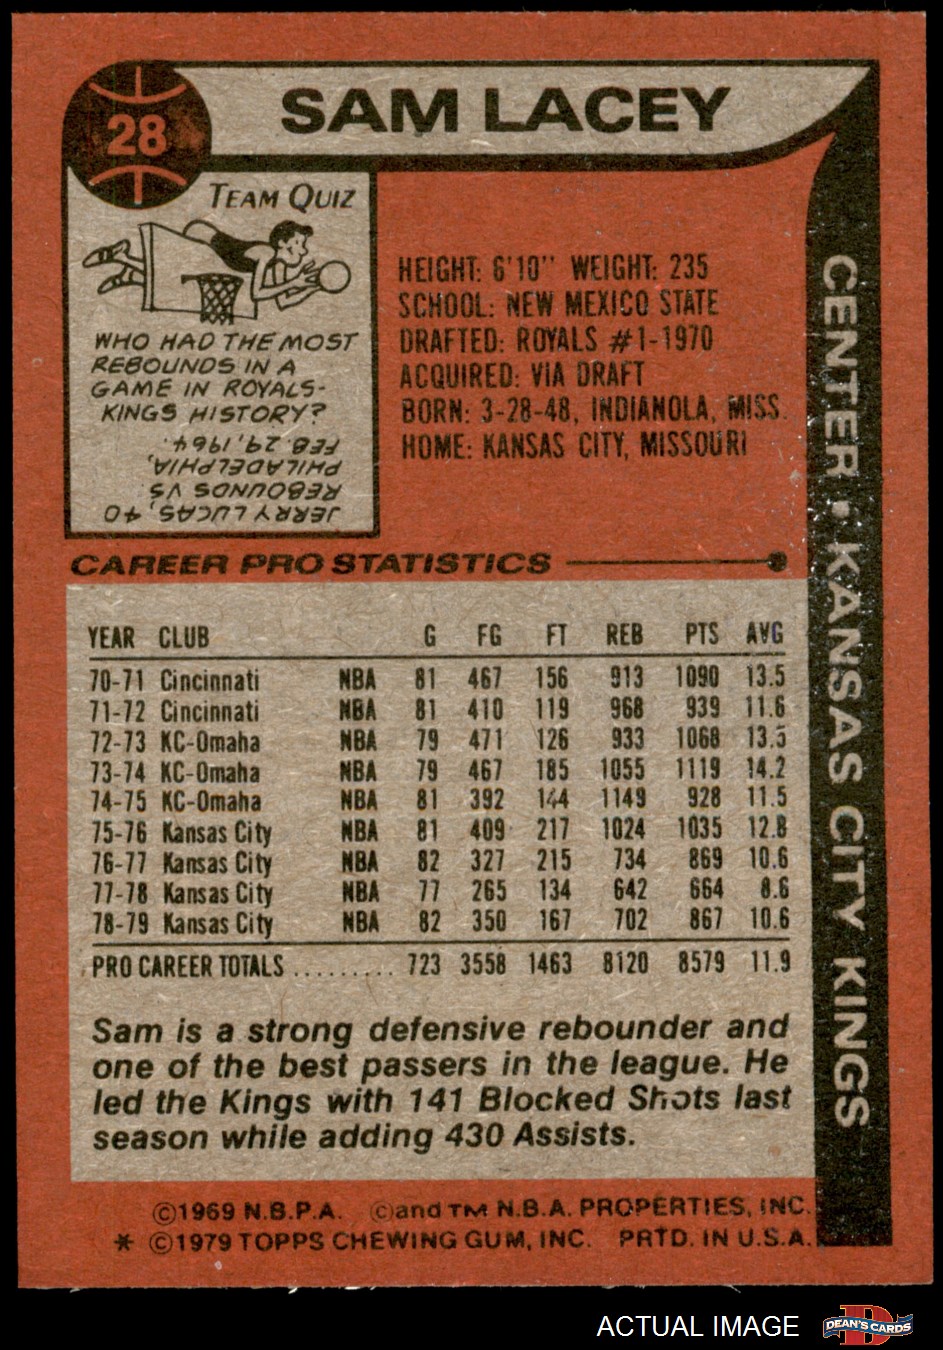 28
SAM LACEY
TEAM QUIZ
WHO HAD THE MOST
REBOUNDS IN A
GAME IN ROYALS-
KINGS HISTORY?
JERRY LUCAS, 40
REBOUNDS VS
PHILADELPHIA,
FEB. 29, 1964.
HEIGHT: 6'10" WEIGHT: 235
SCHOOL: NEW MEXICO STATE
DRAFTED: ROYALS #1-1970
ACQUIRED: VIA DRAFT
BORN: 3-28-48, INDIANOLA, MISS.
HOME: KANSAS CITY, MISSOURI
CENTER • KANSAS CITY KINGS
CAREER PRO STATISTICS
YEAR CLUB G FG FT REB PTS AVG
70-71 Cincinnati NBA 81 467 156 913 1090 13.5
71-72 Cincinnati NBA 81 410 119 968 939 11.6
72-73 KC-Omaha NBA 79 471 126 933 1068 13.5
73-74 KC-Omaha NBA 79 467 185 1055 1119 14.2
74-75 KC-Omaha NBA 81 392 144 1149 928 11.5
75-76 Kansas City NBA 81 409 217 1024 1035 12.8
76-77 Kansas City NBA 82 327 215 734 869 10.6
77-78 Kansas City NBA 77 265 134 642 664 8.6
78-79 Kansas City NBA 82 350 167 702 867 10.6
PRO CAREER TOTALS ......... 723 3558 1463 8120 8579 11.9
Sam is a strong defensive rebounder and
one of the best passers in the league. He
led the Kings with 141 Blocked Shots last
season while adding 430 Assists.
©1969 N.B.P.A. ©and TM N.B.A. PROPERTIES, INC.
* ©1979 TOPPS CHEWING GUM, INC. PRTD. IN U.S.A.
ACTUAL IMAGE
DEAN'S CARDS